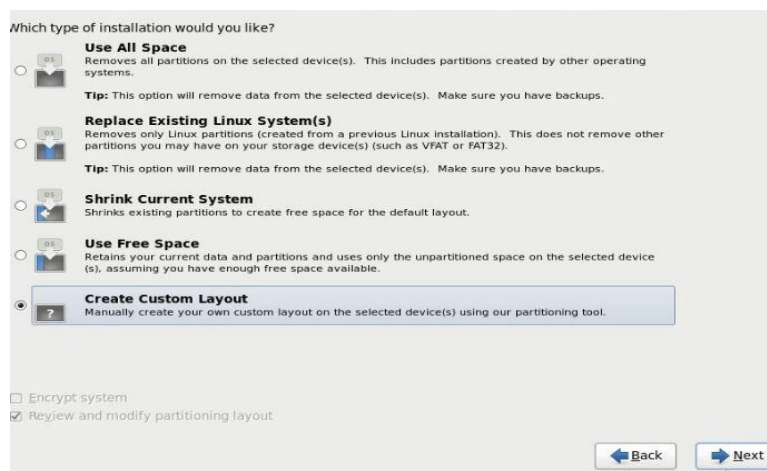 Which type of installation would you like?
Use All Space
Removes all partitions on the selected device(s). This includes partitions created by other operating
systems.
Tip: This option will remove data from the selected device(s). Make sure you have backups.
Replace Existing Linux System(s)
Removes only Linux partitions (created from a previous Linux installation). This does not remove other
partitions you may have on your storage device(s) (such as VFAT or FAT32).
Tip: This option will remove data from the selected device(s). Make sure you have backups.
Shrink Current System
Shrinks existing partitions to create free space for the default layout.
Use Free Space
Retains your current data and partitions and uses only the unpartitioned space on the selected device
(s), assuming you have enough free space available.
Create Custom Layout
Manually create your own custom layout on the selected device(s) using our partitioning tool.
Encrypt system
Review and modify partitioning layout
Back
Next
OS
OS
OS
OS
?